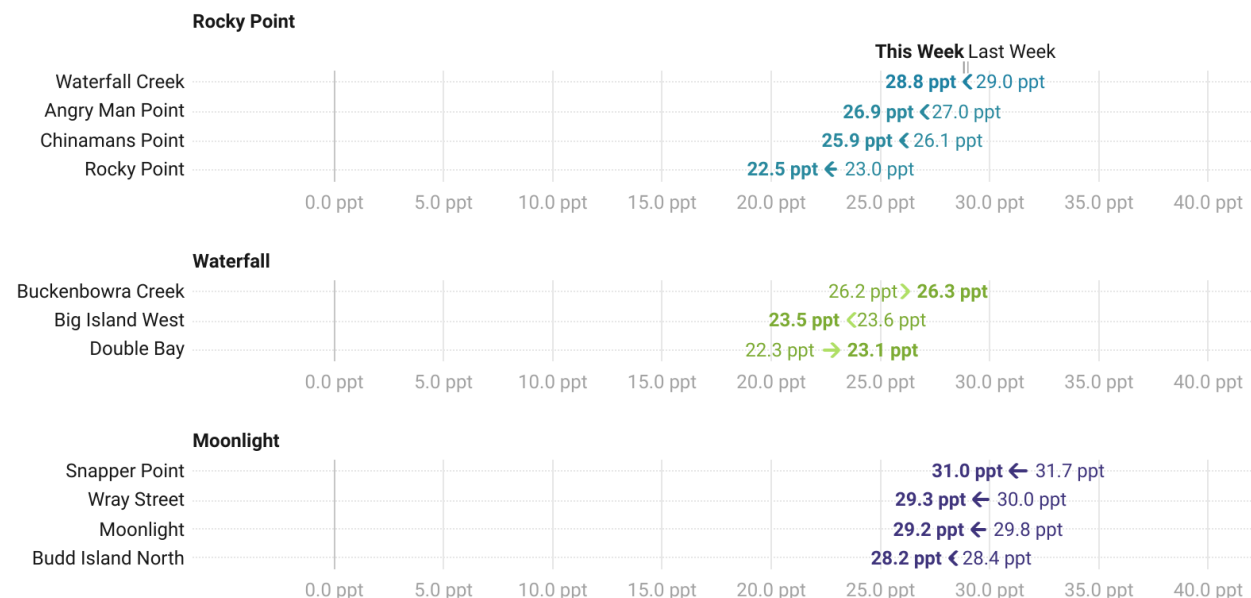 Rocky Point
This Week Last Week
Waterfall Creek 28.8 ppt 29.0 ppt
Angry Man Point 26.9 ppt 27.0 ppt
Chinamans Point 25.9 ppt 26.1 ppt
Rocky Point 22.5 ppt 23.0 ppt
0.0 ppt 5.0 ppt 10.0 ppt 15.0 ppt 20.0 ppt 25.0 ppt 30.0 ppt 35.0 ppt 40.0 ppt
Waterfall
Buckenbowra Creek 26.2 ppt 26.3 ppt
Big Island West 23.5 ppt 23.6 ppt
Double Bay 22.3 ppt 23.1 ppt
0.0 ppt 5.0 ppt 10.0 ppt 15.0 ppt 20.0 ppt 25.0 ppt 30.0 ppt 35.0 ppt 40.0 ppt
Moonlight
Snapper Point 31.0 ppt 31.7 ppt
Wray Street 29.3 ppt 30.0 ppt
Moonlight 29.2 ppt 29.8 ppt
Budd Island North 28.2 ppt 28.4 ppt
0.0 ppt 5.0 ppt 10.0 ppt 15.0 ppt 20.0 ppt 25.0 ppt 30.0 ppt 35.0 ppt 40.0 ppt